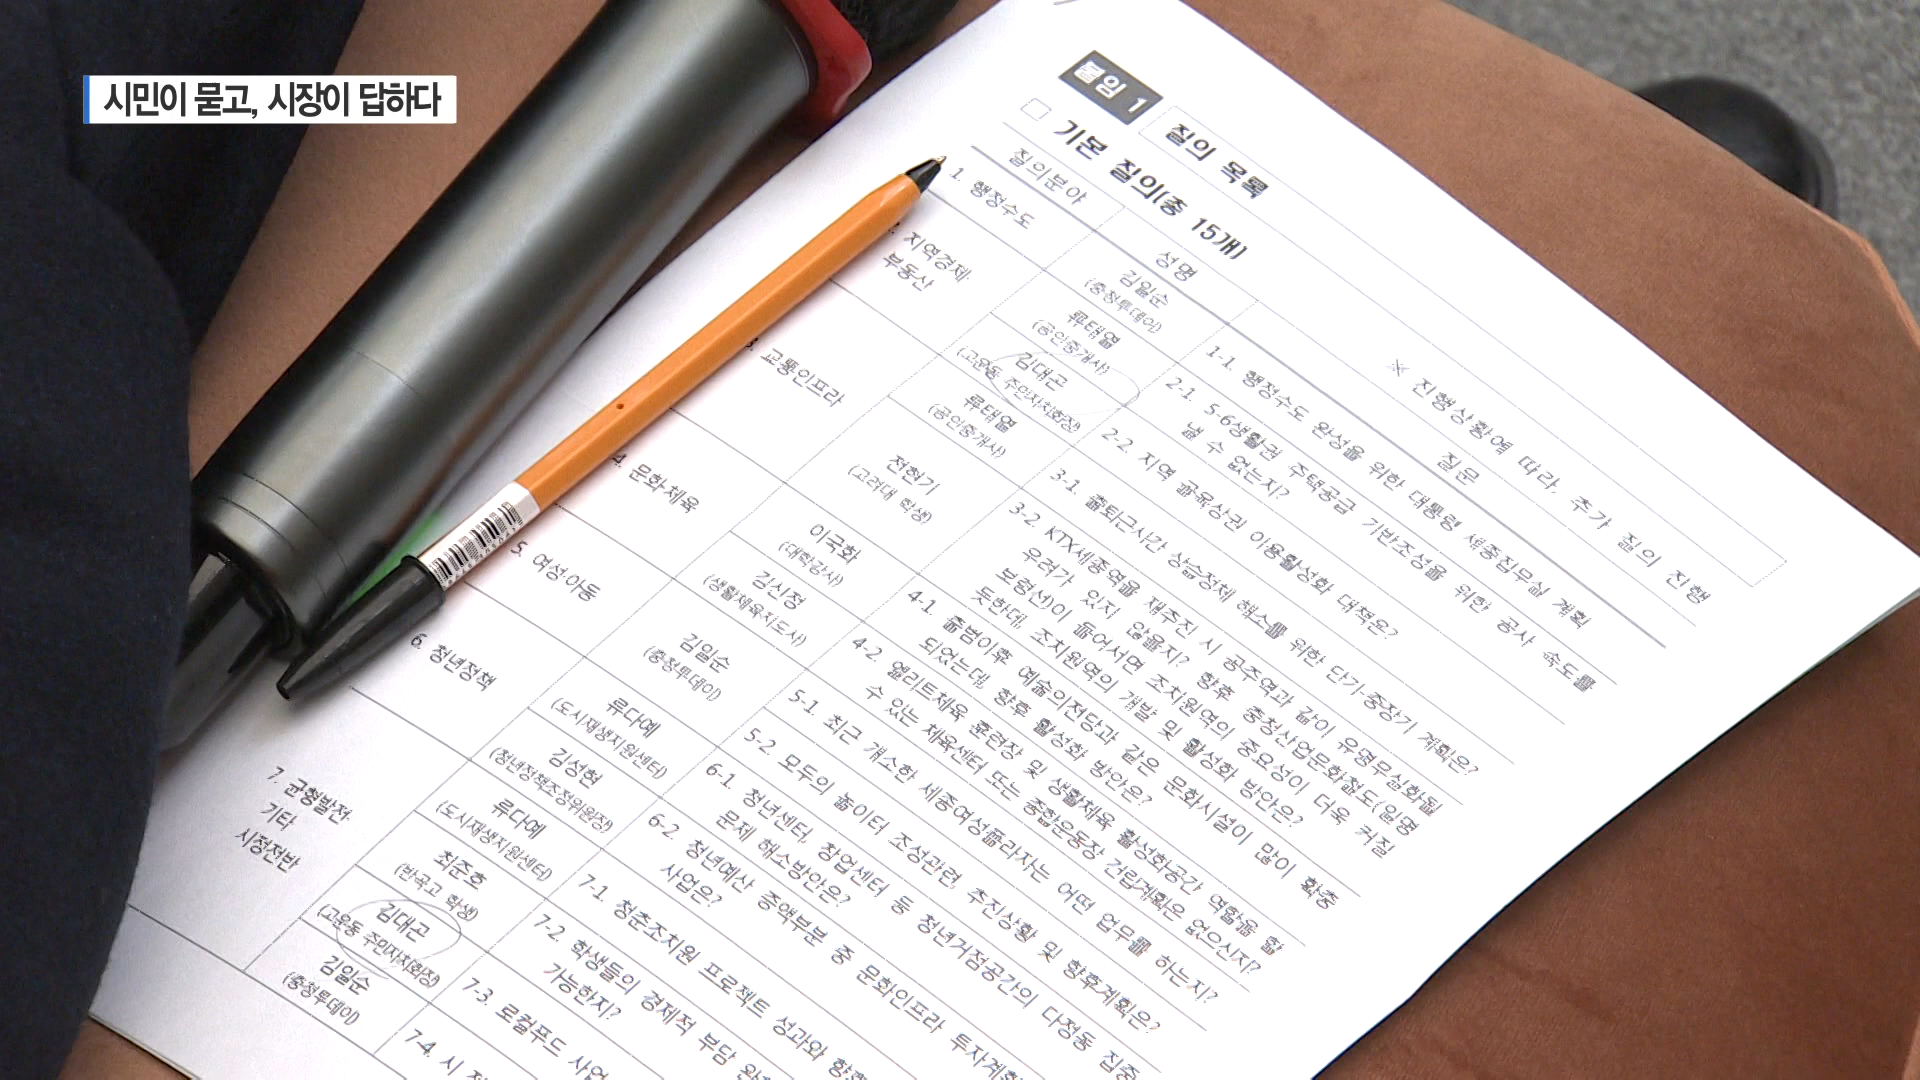 시민이 묻고, 시장이 답하다
붙임 1
질의 목록
□ 기본 질의(총 15개)
※ 진행상황에 따라, 추가 질의 진행
질의분야
성명
질문
1. 행정수도
김일순
(충청투데이)
1-1. 행정수도 완성을 위한 대통령 세종집무실 계획
2. 지역경제·
부동산
류태열
(공인중개사)
2-1. 5-6생활권 주택공급 기반조성을 위한 공사 속도를
낼 수 없는지?
김대곤
(고운동 주민자치회장)
2-2. 지역 공유상권 이용활성화 대책은?
3. 교통인프라
류태열
(공인중개사)
3-1. 출퇴근시간 상습정체 해소를 위한 단기·중장기 계획은?
전현기
(고려대 학생)
3-2. KTX세종역을 재추진 시 공주역과 같이 유명무실화될
우려가 있지 않을지? 향후 충청산업문화철도(일명
보령선)이 들어서면 조치원역의 중요성이 더욱 커질
듯한데, 조치원역의 개발 및 활성화 방안은?
4. 문화·체육
이국화
(대학강사)
4-1. 출범이후 예술의전당과 같은 문화시설이 많이 확충
되었는데, 향후 활성화 방안은?
김신정
(생활체육지도사)
4-2. 엘리트체육 훈련장 및 생활체육 활성화공간 역할을 할
수 있는 체육센터 또는 종합운동장 건립계획은 없으신지?
5. 여성·아동
김일순
(충청투데이)
5-1. 최근 개소한 세종여성플라자는 어떤 업무를 하는지?
5-2. 모두의 놀이터 조성관련, 추진상황 및 향후계획은?
6. 청년정책
류다예
(도시재생지원센터)
6-1. 청년센터, 창업센터 등 청년거점공간의 다정동 집중
문제 해소방안은?
김성현
(청년정책조정위원장)
6-2. 청년예산 증액부분 중 문화인프라 투자계획
사업은?
7. 균형발전·
기타
시정전반
류다예
(도시재생지원센터)
7-1. 청춘조치원 프로젝트 성과와 향후
최준호
(반곡고 학생)
7-2. 학생들의 경제적 부담
가능한지?
김대곤
(고운동 주민자치회장)
7-3. 로컬푸드 사업
김일순
(충청투데이)
7-4. 시